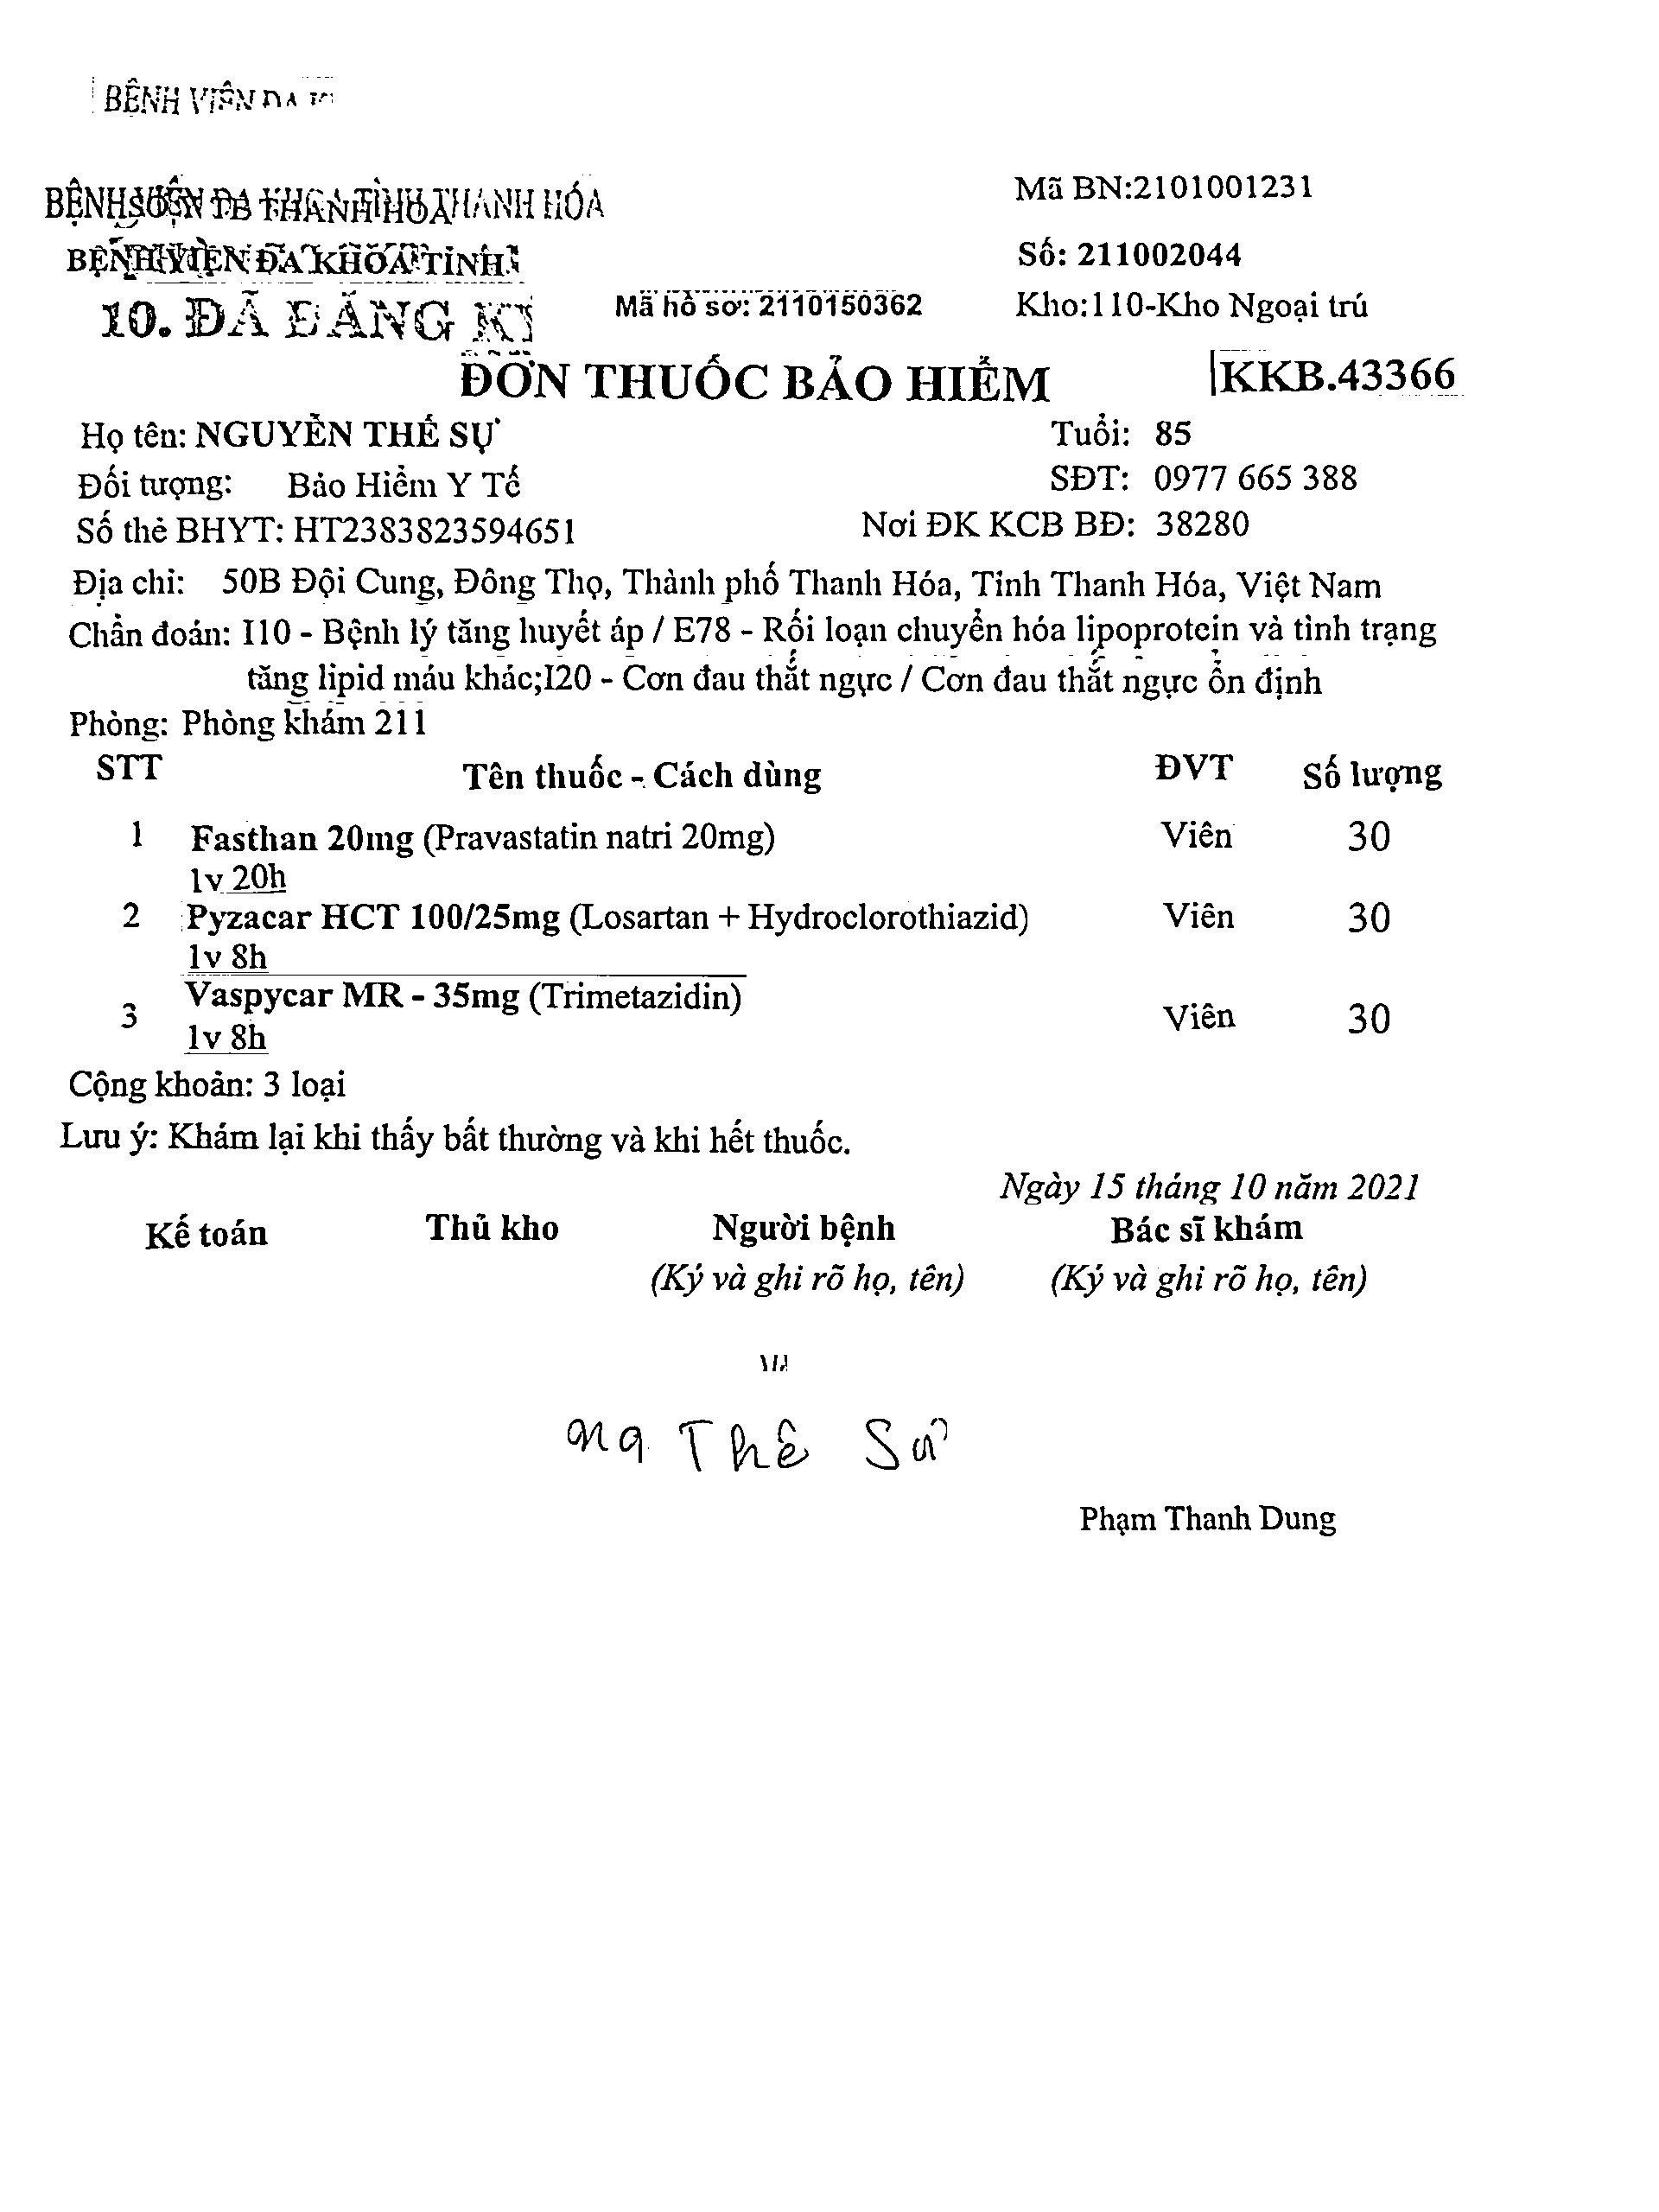 BỆNH VIỆN ĐA
BỆNH VIỆN ĐA KHOA TỈNH THANH HÓA
SỞ Y TẾ THANH HÓA
Mã BN:2101001231
BỆNH VIỆN ĐA KHOA TỈNH
Số: 211002044
10. ĐÃ ĐĂNG KÝ
Mã hồ sơ: 2110150362
Kho:110-Kho Ngoại trú
ĐƠN THUỐC BẢO HIỂM
KKB.43366
Họ tên: NGUYỄN THẾ SỰ
Tuổi: 85
Đối tượng: Bảo Hiểm Y Tế
SĐT: 0977 665 388
Số thẻ BHYT: HT2383823594651
Nơi ĐK KCB BĐ: 38280
Địa chỉ: 50B Đội Cung, Đông Thọ, Thành phố Thanh Hóa, Tỉnh Thanh Hóa, Việt Nam
Chẩn đoán: I10 - Bệnh lý tăng huyết áp / E78 - Rối loạn chuyển hóa lipoprotein và tình trạng
tăng lipid máu khác;I20 - Cơn đau thắt ngực / Cơn đau thắt ngực ổn định
Phòng: Phòng khám 211
STT Tên thuốc - Cách dùng ĐVT Số lượng
1 Fasthan 20mg (Pravastatin natri 20mg) Viên 30
1v 20h
2 Pyzacar HCT 100/25mg (Losartan + Hydroclorothiazid) Viên 30
1v 8h
3 Vaspycar MR - 35mg (Trimetazidin) Viên 30
1v 8h
Cộng khoản: 3 loại
Lưu ý: Khám lại khi thấy bất thường và khi hết thuốc.
Ngày 15 tháng 10 năm 2021
Kế toán Thủ kho Người bệnh Bác sĩ khám
(Ký và ghi rõ họ, tên) (Ký và ghi rõ họ, tên)
Ng Thê Sử
Phạm Thanh Dung